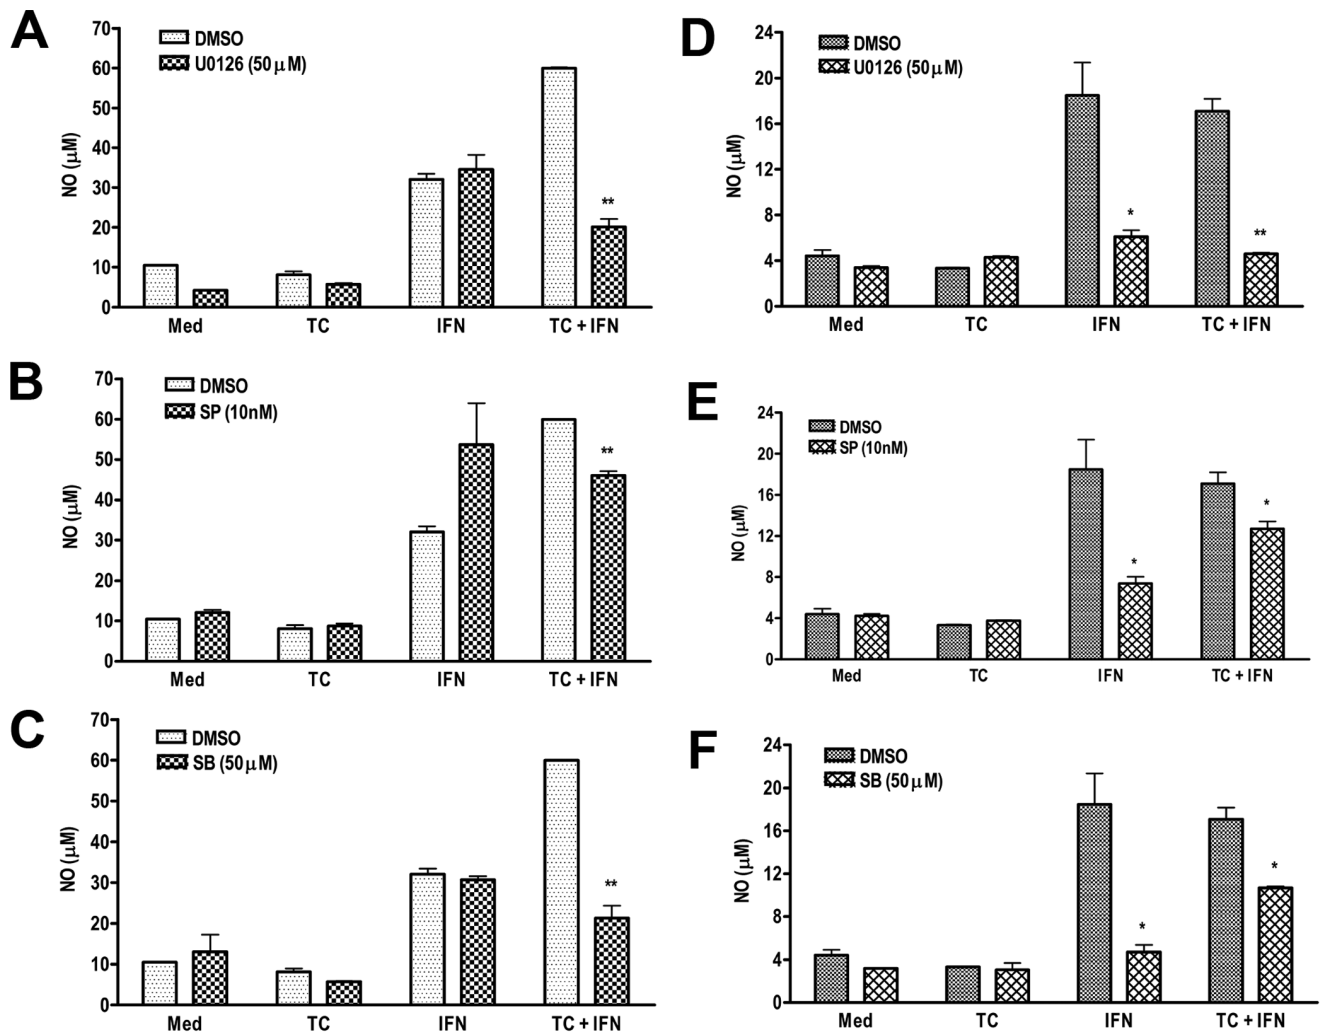 A
70
60
50
40
30
20
10
0
NO (μM)
DMSO
U0126 (50μM)
**
Med TC IFN TC + IFN
D
24
20
16
12
8
4
0
NO (μM)
DMSO
U0126 (50μM)
*
**
Med TC IFN TC + IFN
B
70
60
50
40
30
20
10
0
NO (μM)
DMSO
SP (10nM)
**
Med TC IFN TC + IFN
E
24
20
16
12
8
4
0
NO (μM)
DMSO
SP (10nM)
*
*
Med TC IFN TC + IFN
C
70
60
50
40
30
20
10
0
NO (μM)
DMSO
SB (50μM)
**
Med TC IFN TC + IFN
F
24
20
16
12
8
4
0
NO (μM)
DMSO
SB (50μM)
*
*
Med TC IFN TC + IFN